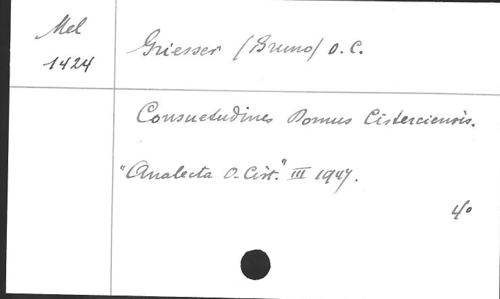 Mel
1424
Griesser (Bruno) O.C.
Consuetudines Domus Cisterciensis.
"Analecta O-Cist." III 1947.
4°